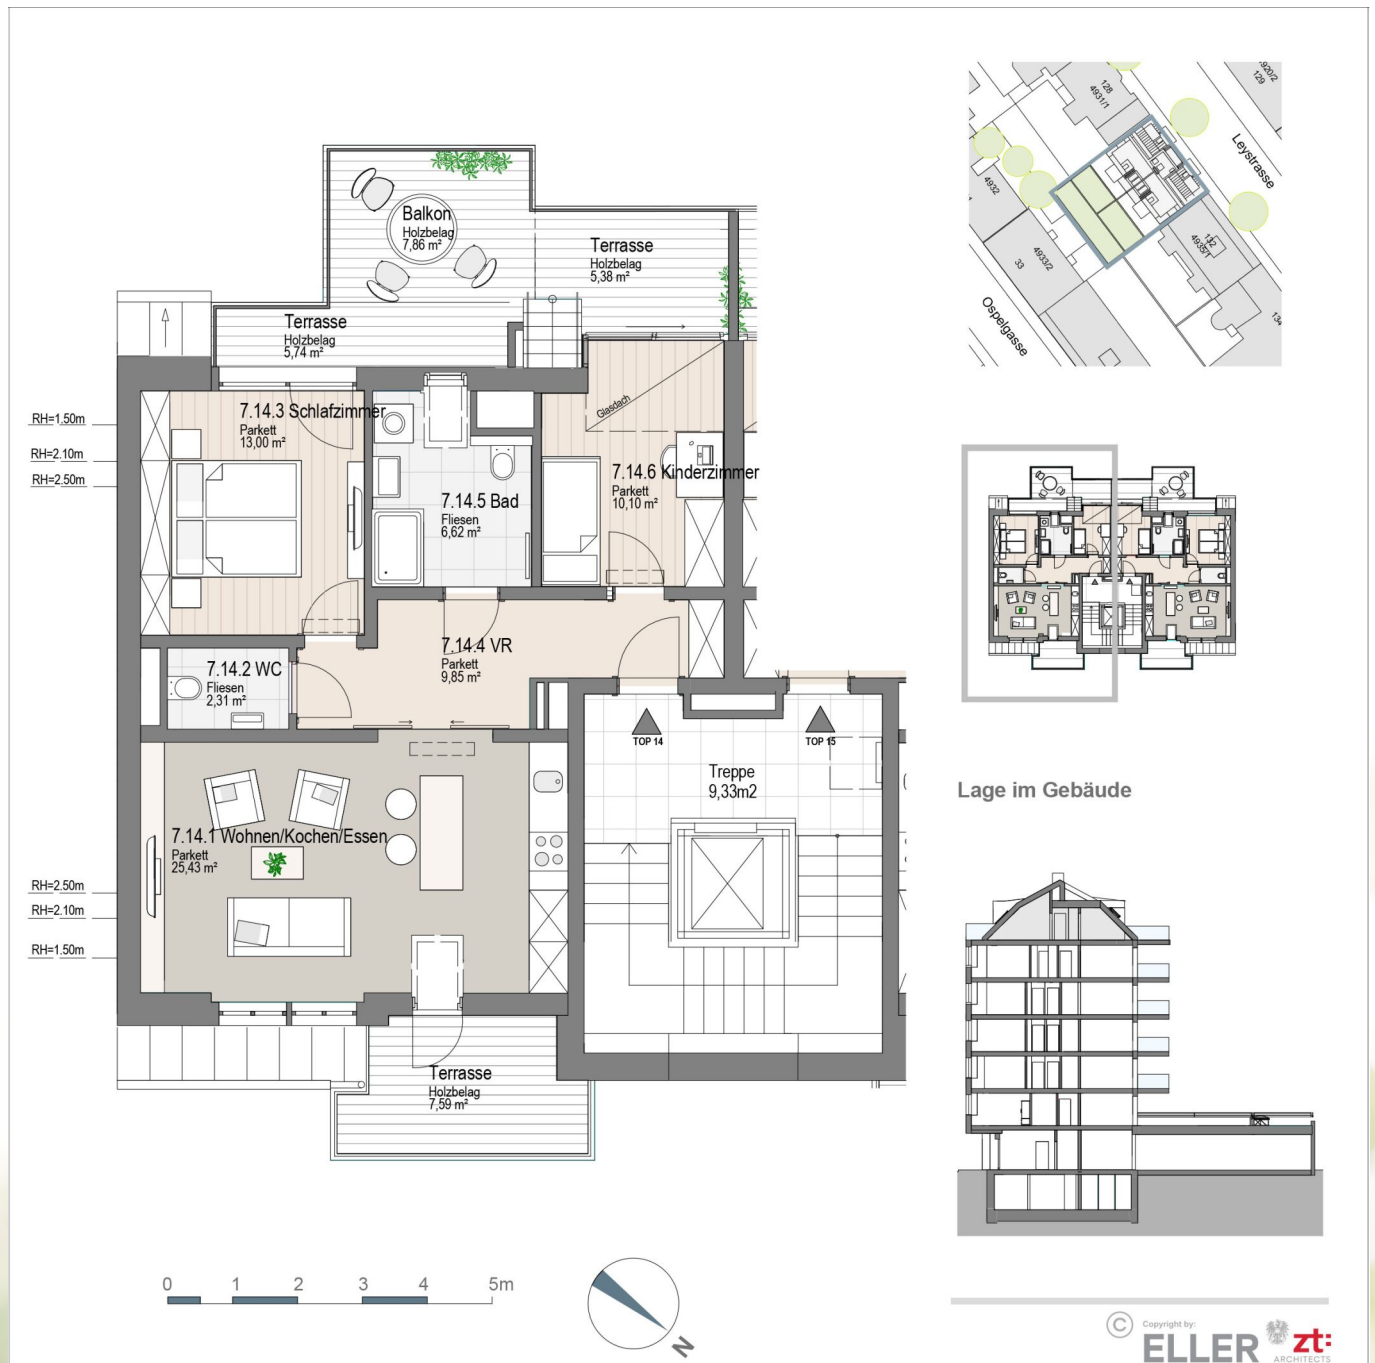 Balkon
Holzbelag
7,86 m²
Terrasse
Holzbelag
5,38 m²
Terrasse
Holzbelag
5,74 m²
RH=1.50m
RH=2.10m
RH=2.50m
7.14.3 Schlafzimmer
Parkett
13,00 m²
Glasdach
7.14.5 Bad
Fliesen
6,62 m²
7.14.6 Kinderzimmer
Parkett
10,10 m²
7.14.4 VR
Parkett
9,85 m²
7.14.2 WC
Fliesen
2,31 m²
TOP 14
TOP 15
Treppe
9,33m2
7.14.1 Wohnen/Kochen/Essen
Parkett
25,43 m²
RH=2.50m
RH=2.10m
RH=1.50m
Terrasse
Holzbelag
7,59 m²
0 1 2 3 4 5m
N
4920/2
129
128
4931/1
Leystrasse
4932
4933/2
33
132
4935/1
134
Ospelgasse
Lage im Gebäude
© Copyright by:
ELLER zt:
ARCHITECTS